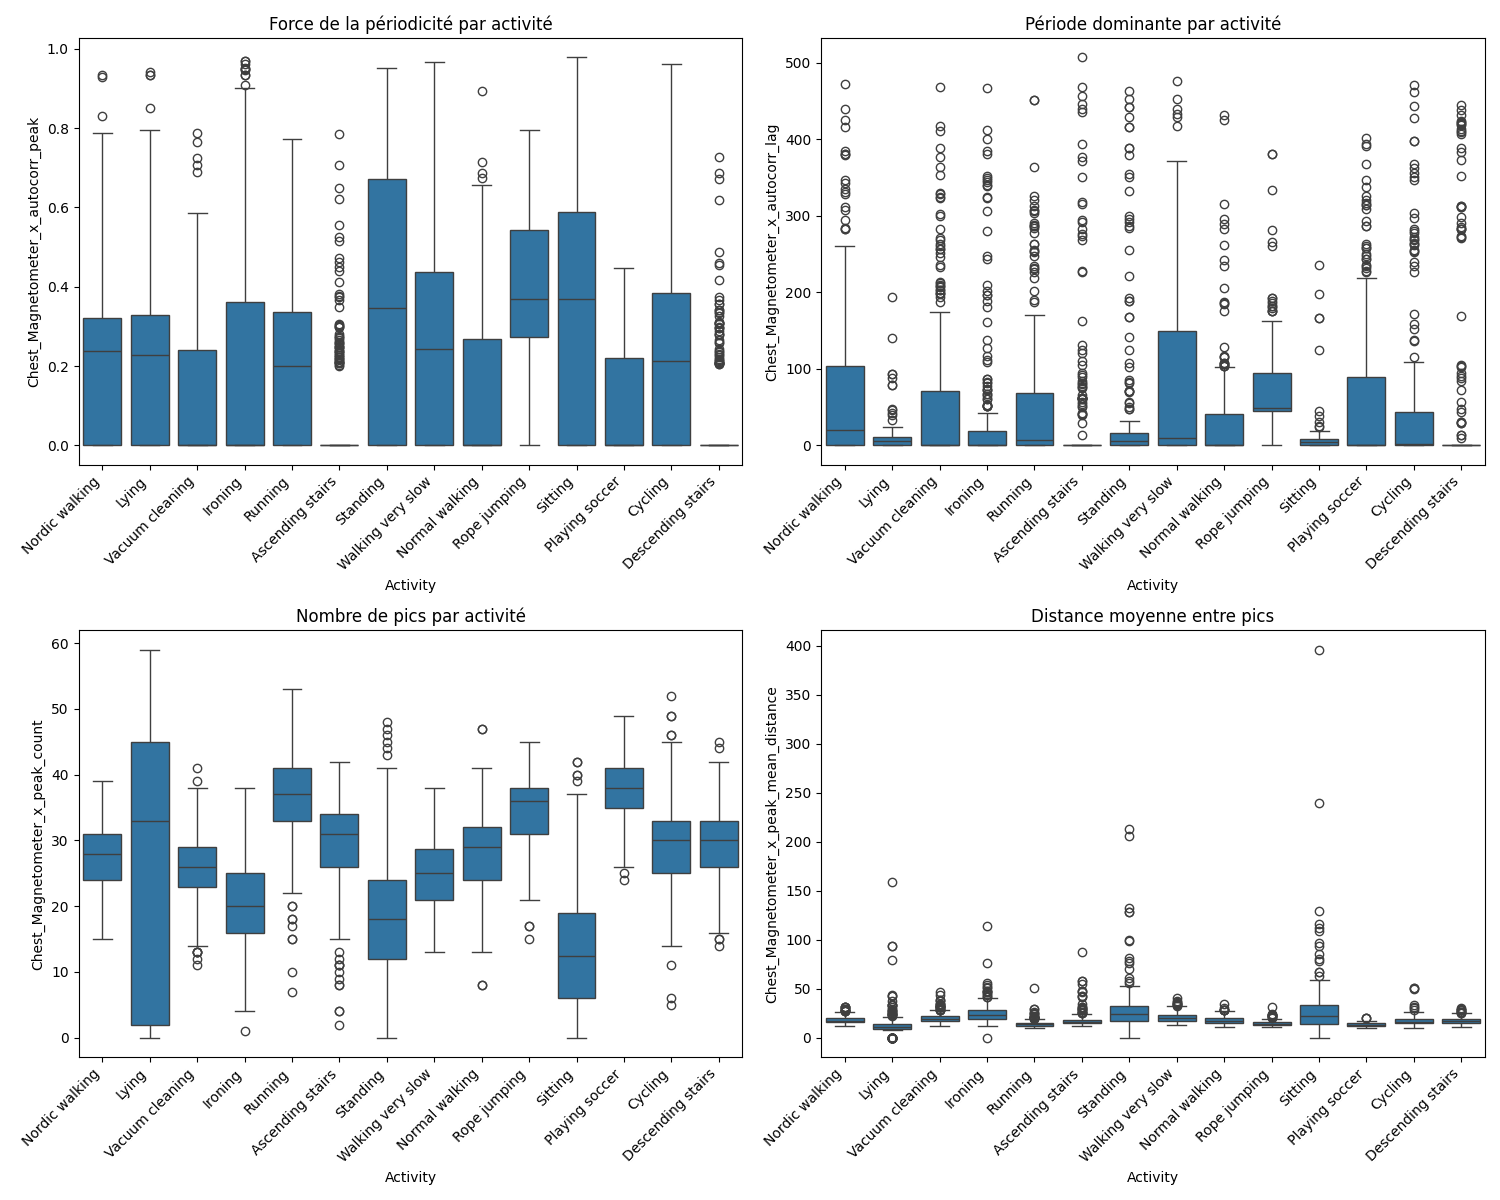 Force de la périodicité par activité
Chest_Magnetometer_x_autocorr_peak
1.0
0.8
0.6
0.4
0.2
0.0
Nordic walking
Lying
Vacuum cleaning
Ironing
Running
Ascending stairs
Standing
Walking very slow
Normal walking
Rope jumping
Sitting
Playing soccer
Cycling
Descending stairs
Activity
Période dominante par activité
Chest_Magnetometer_x_autocorr_lag
500
400
300
200
100
0
Nordic walking
Lying
Vacuum cleaning
Ironing
Running
Ascending stairs
Standing
Walking very slow
Normal walking
Rope jumping
Sitting
Playing soccer
Cycling
Descending stairs
Activity
Nombre de pics par activité
Chest_Magnetometer_x_peak_count
60
50
40
30
20
10
0
Nordic walking
Lying
Vacuum cleaning
Ironing
Running
Ascending stairs
Standing
Walking very slow
Normal walking
Rope jumping
Sitting
Playing soccer
Cycling
Descending stairs
Activity
Distance moyenne entre pics
Chest_Magnetometer_x_peak_mean_distance
400
350
300
250
200
150
100
50
0
Nordic walking
Lying
Vacuum cleaning
Ironing
Running
Ascending stairs
Standing
Walking very slow
Normal walking
Rope jumping
Sitting
Playing soccer
Cycling
Descending stairs
Activity